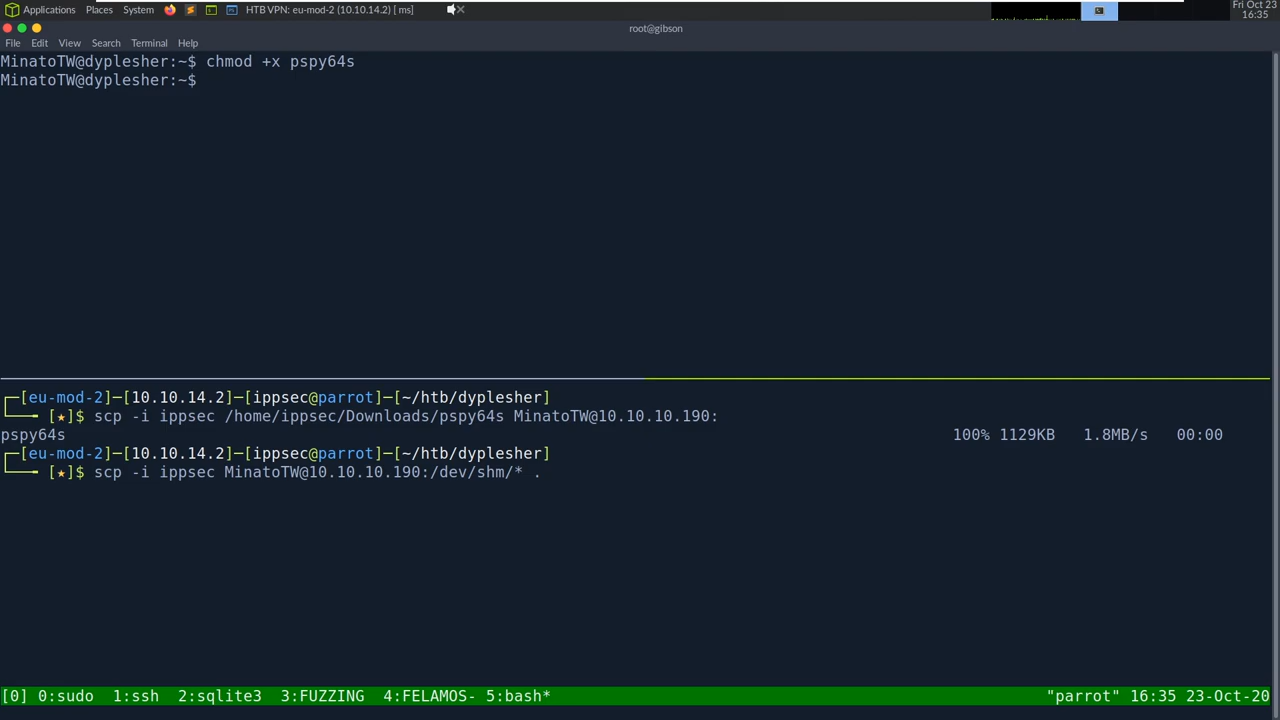 Applications Places System HTB VPN: eu-mod-2 (10.10.14.2) [ ms] Fri Oct 23
16:35
root@gibson
File Edit View Search Terminal Help
MinatoTW@dyplesher:~$ chmod +x pspy64s
MinatoTW@dyplesher:~$
┌─[eu-mod-2]─[10.10.14.2]─[ippsec@parrot]─[~/htb/dyplesher]
└──╼ [★]$ scp -i ippsec /home/ippsec/Downloads/pspy64s MinatoTW@10.10.10.190:
pspy64s 100% 1129KB 1.8MB/s 00:00
┌─[eu-mod-2]─[10.10.14.2]─[ippsec@parrot]─[~/htb/dyplesher]
└──╼ [★]$ scp -i ippsec MinatoTW@10.10.10.190:/dev/shm/* .
[0] 0:sudo 1:ssh 2:sqlite3 3:FUZZING 4:FELAMOS- 5:bash* "parrot" 16:35 23-Oct-20